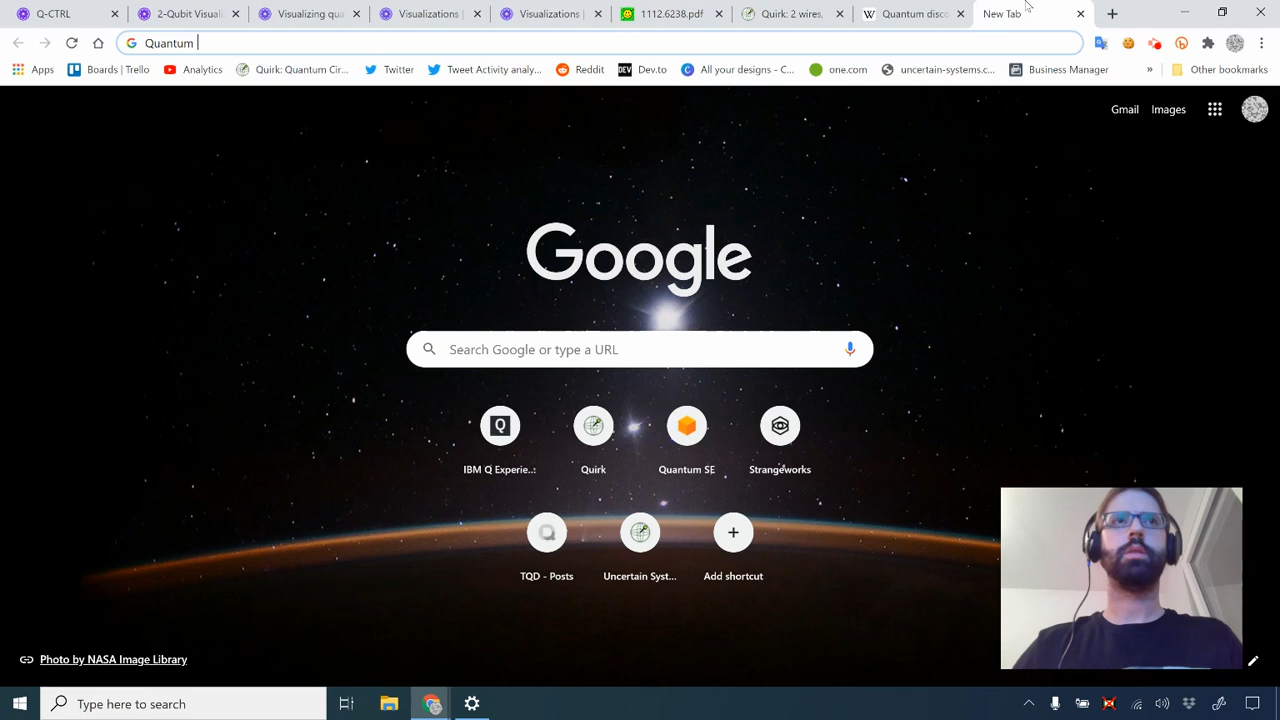 Q-CTRL
2-Qubit Visuali
Visualizing qua
Visualizations |
Visualizations |
1112.6238.pdf
Quirk: 2 wires,
W Quantum disco
New Tab
G Quantum
Apps
Boards | Trello
Analytics
Quirk: Quantum Cir...
Twitter
Tweet Activity analy...
Reddit
DEV Dev.to
C All your designs - C...
one.com
uncertain-systems.c...
Business Manager
»
Other bookmarks
Gmail
Images
Google
Search Google or type a URL
Q
IBM Q Experie...:
Quirk
Quantum SE
Strangeworks
TQD - Posts
Uncertain Syst...
Add shortcut
Photo by NASA Image Library
Type here to search